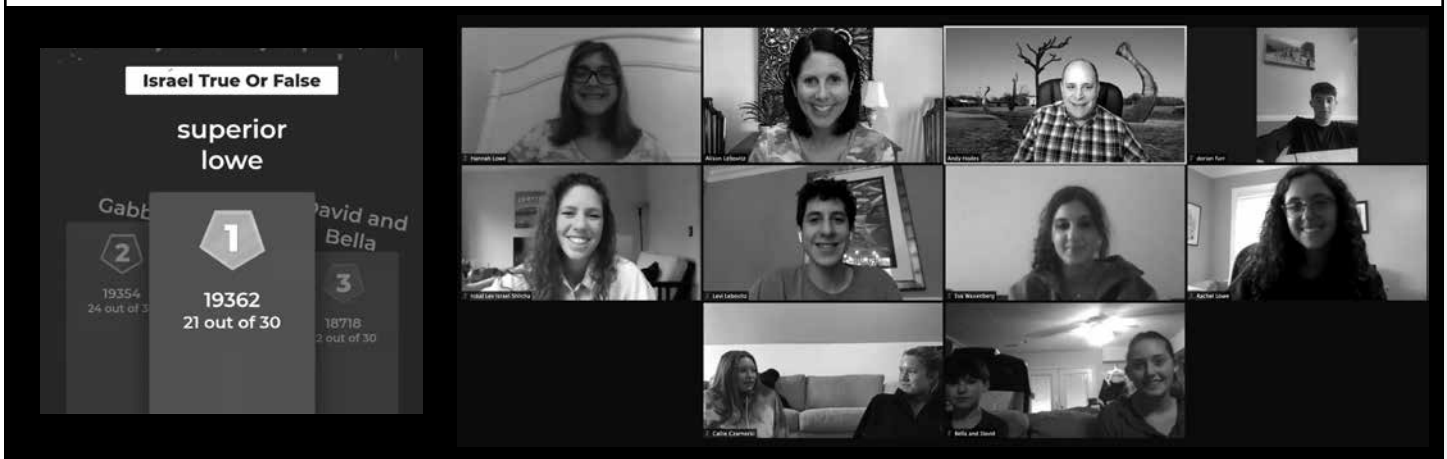 Israel True Or False
superior
lowe
Gabb
David and
Bella
2
1
3
19354
24 out of 3
19362
21 out of 30
18718
2 out of 30
Hannah Lowe
Alison Lebovitz
Andy Hodes
dorian furr
Israel Shincha
Levi Lebovitz
Eva Waxenberg
Rachel Lowe
Callie Czarnecki
Bella and David